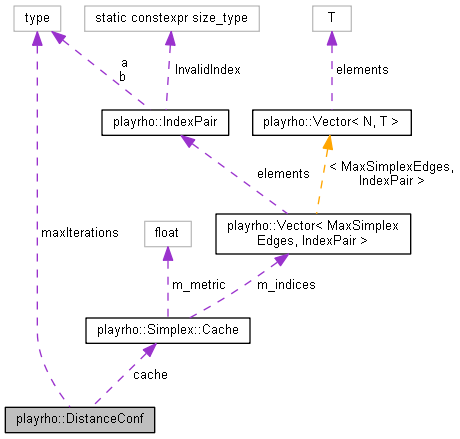 type
static constexpr size_type
T
a
b
InvalidIndex
elements
playrho::IndexPair
playrho::Vector< N, T >
elements
< MaxSimplexEdges,
IndexPair >
maxIterations
float
playrho::Vector< MaxSimplex
Edges, IndexPair >
m_metric
m_indices
playrho::Simplex::Cache
cache
playrho::DistanceConf